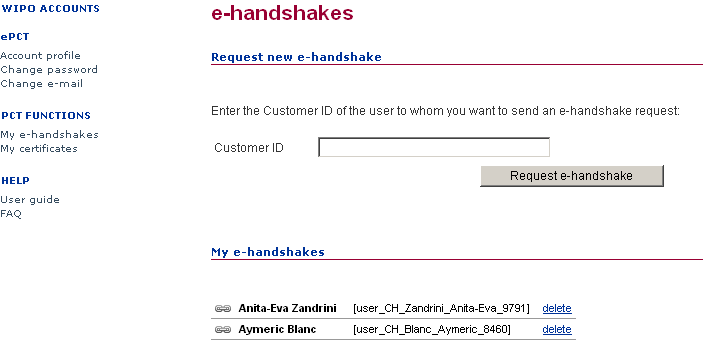 WIPO ACCOUNTS
ePCT
Account profile
Change password
Change e-mail
PCT FUNCTIONS
My e-handshakes
My certificates
HELP
User guide
FAQ
e-handshakes
Request new e-handshake
Enter the Customer ID of the user to whom you want to send an e-handshake request:
Customer ID
Request e-handshake
My e-handshakes
Anita-Eva Zandrini [user_CH_Zandrini_Anita-Eva_9791] delete
Aymeric Blanc [user_CH_Blanc_Aymeric_8460] delete